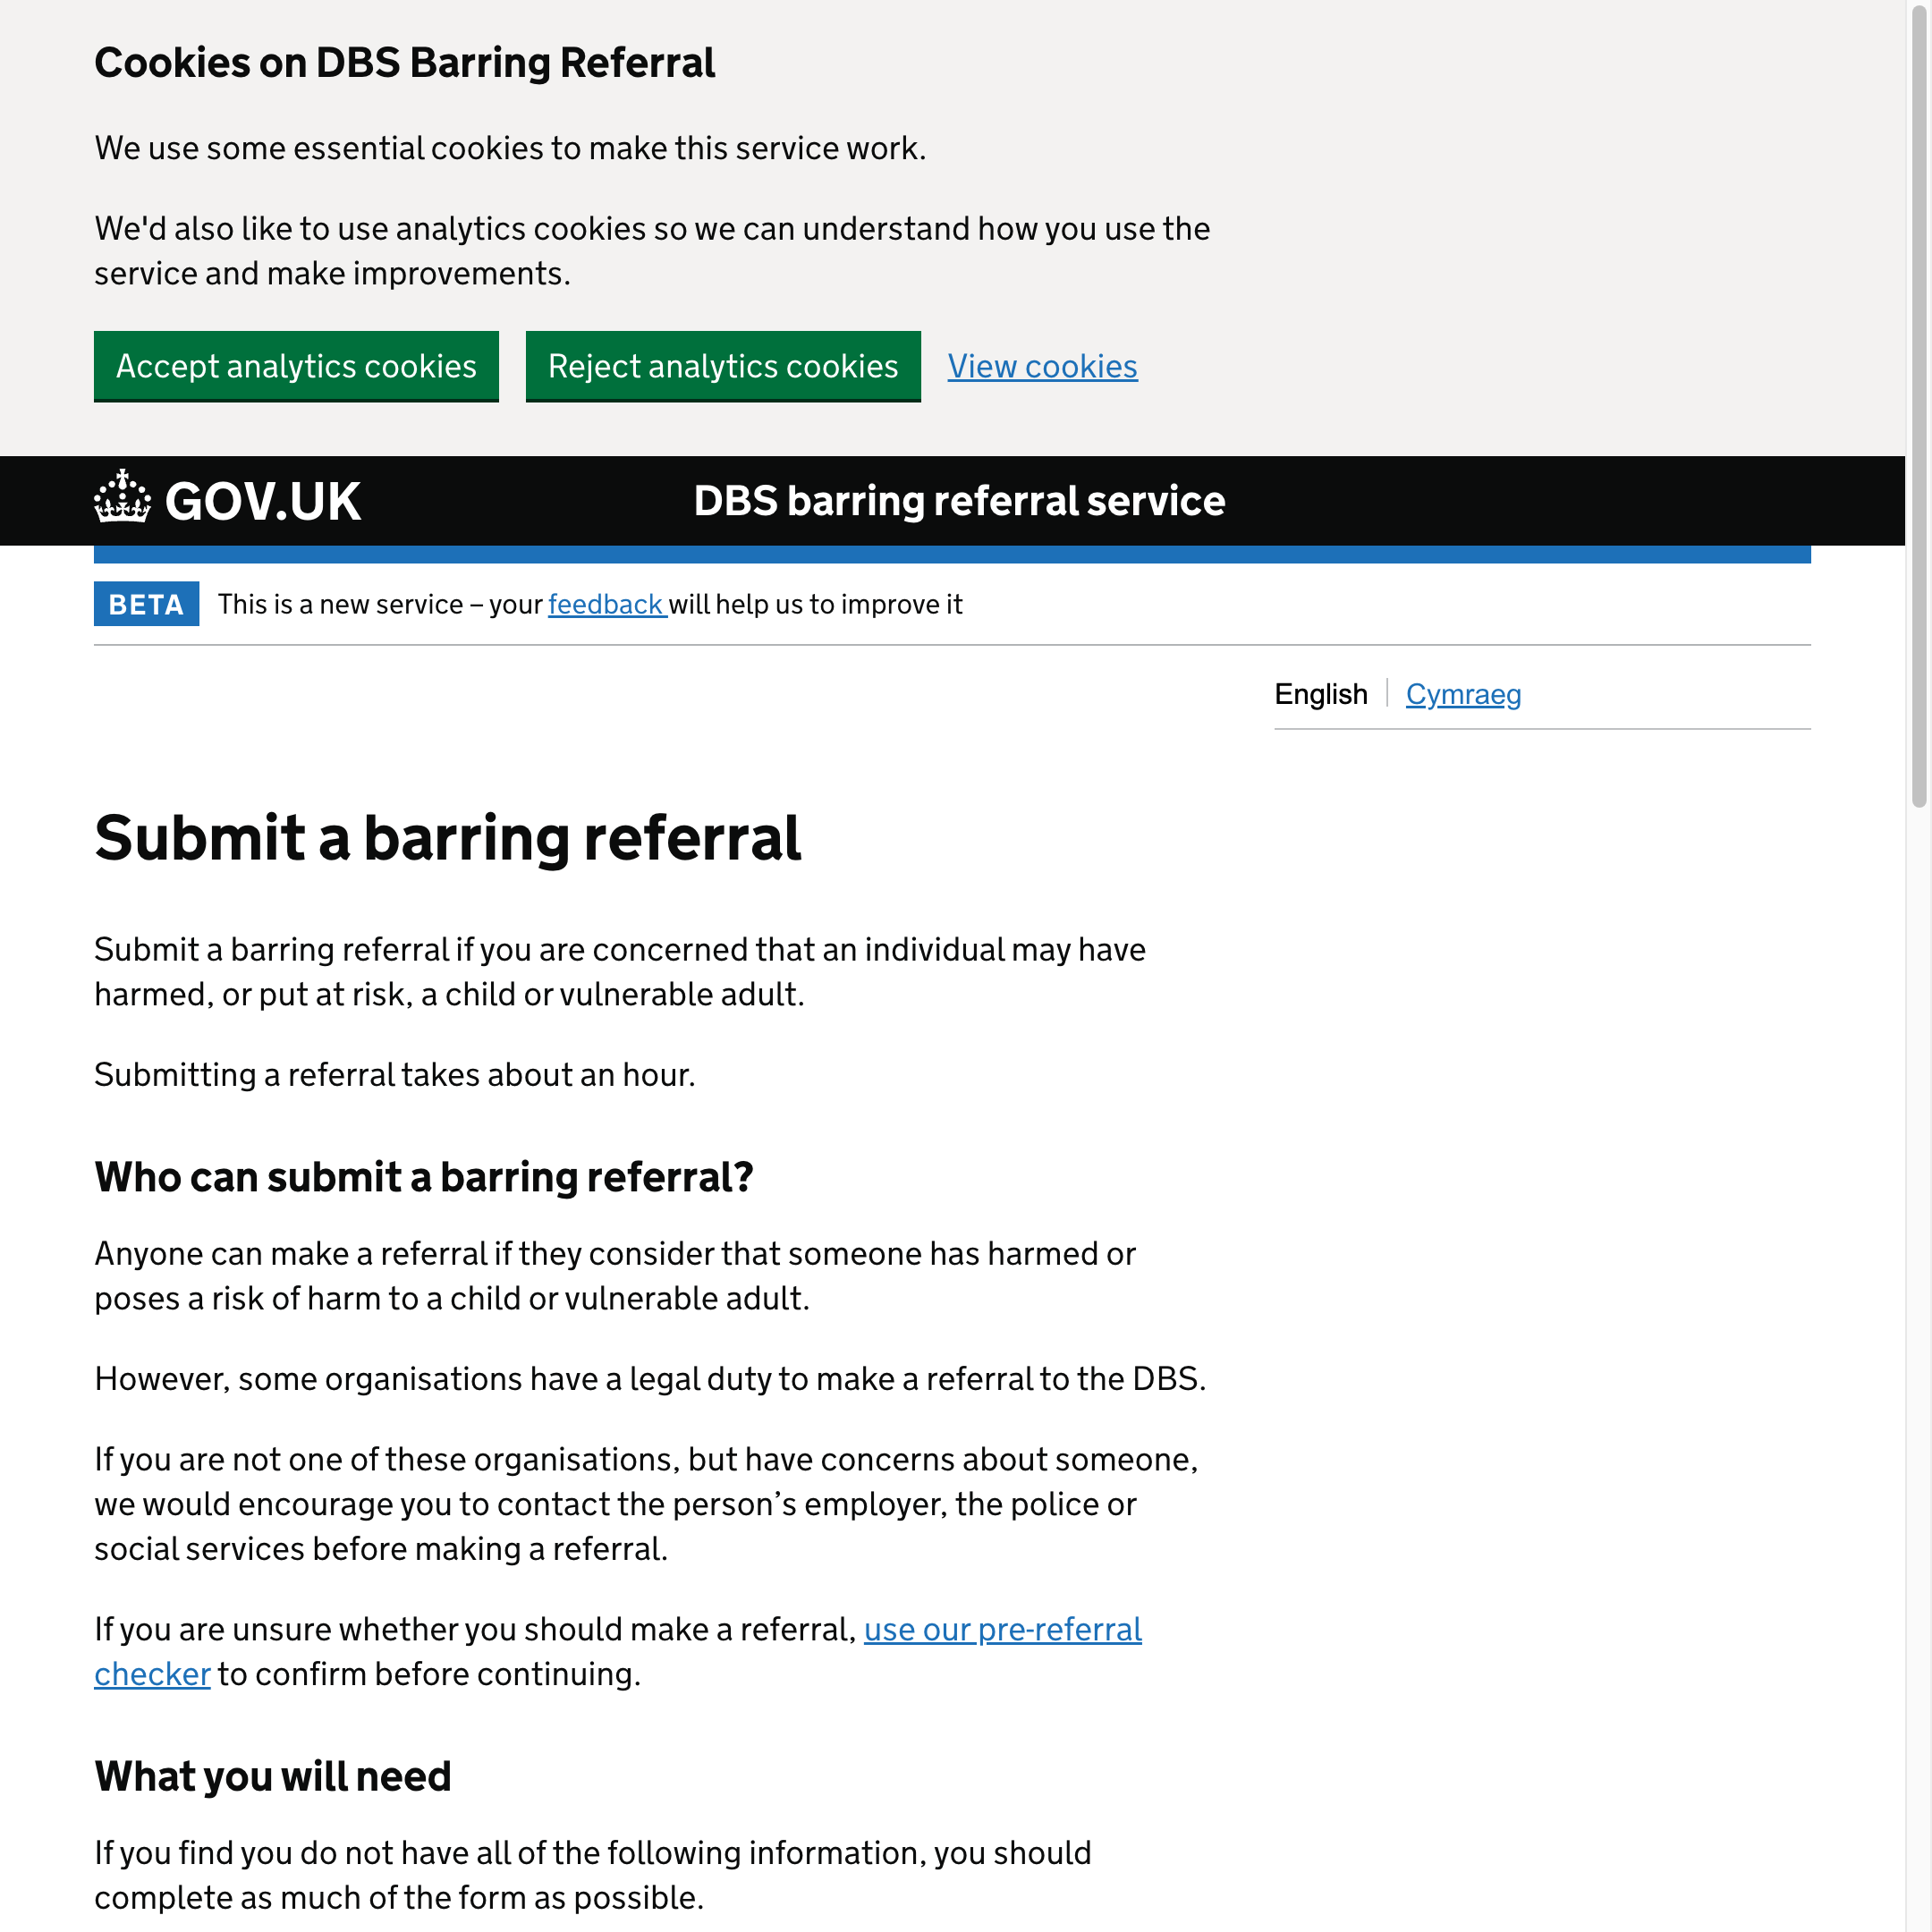 Cookies on DBS Barring Referral
We use some essential cookies to make this service work.
We'd also like to use analytics cookies so we can understand how you use the
service and make improvements.
Accept analytics cookies
Reject analytics cookies
View cookies
GOV.UK
DBS barring referral service
BETA
This is a new service – your feedback will help us to improve it
English
Cymraeg
Submit a barring referral
Submit a barring referral if you are concerned that an individual may have
harmed, or put at risk, a child or vulnerable adult.
Submitting a referral takes about an hour.
Who can submit a barring referral?
Anyone can make a referral if they consider that someone has harmed or
poses a risk of harm to a child or vulnerable adult.
However, some organisations have a legal duty to make a referral to the DBS.
If you are not one of these organisations, but have concerns about someone,
we would encourage you to contact the person’s employer, the police or
social services before making a referral.
If you are unsure whether you should make a referral, use our pre-referral
checker to confirm before continuing.
What you will need
If you find you do not have all of the following information, you should
complete as much of the form as possible.